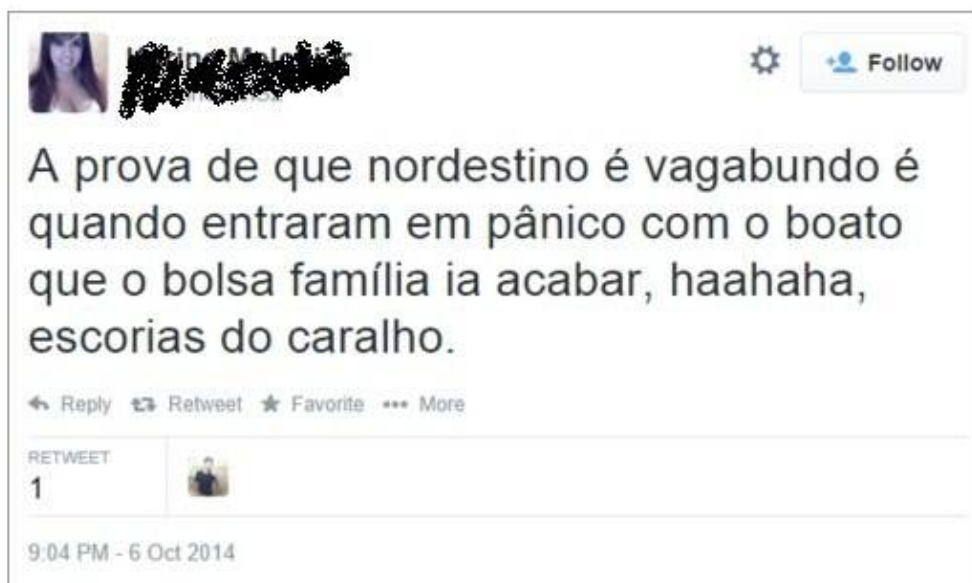 Follow
A prova de que nordestino é vagabundo é
quando entraram em pânico com o boato
que o bolsa família ia acabar, haahaha,
escorias do caralho.
Reply Retweet Favorite More
RETWEET
1
9:04 PM - 6 Oct 2014